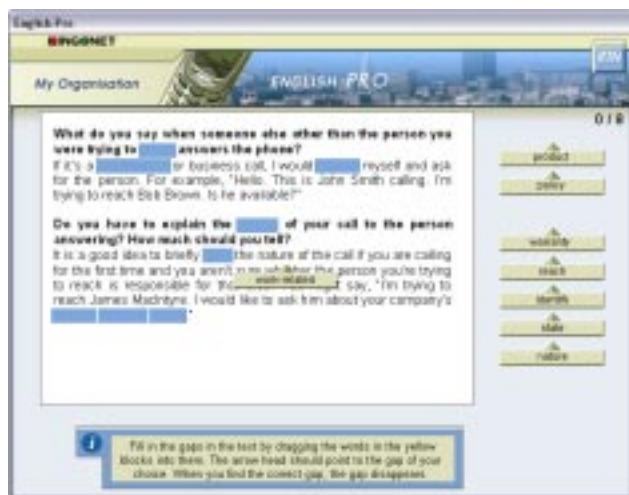 English Pro
LINGONET
My Organisation
ENGLISH PRO
0 / 8
What do you say when someone else other than the person you
were trying to answers the phone?
If it's a or business call, I would myself and ask
for the person. For example, "Hello. This is John Smith calling. I'm
trying to reach Bob Brown. Is he available?"
Do you have to explain the of your call to the person
answering? How much should you tell?
It is a good idea to briefly the nature of the call if you are calling
for the first time and you aren't sure whether the person you're trying
work-related
to reach is responsible for say, "I'm trying to
reach James MacIntyre. I would like to ask him about your company's
."
product
policy
warranty
reach
identify
state
nature
Fill in the gaps in the text by dragging the words in the yellow
blocks into them. The arrow head should point to the gap of your
choice. When you find the correct gap, the gap disappears.